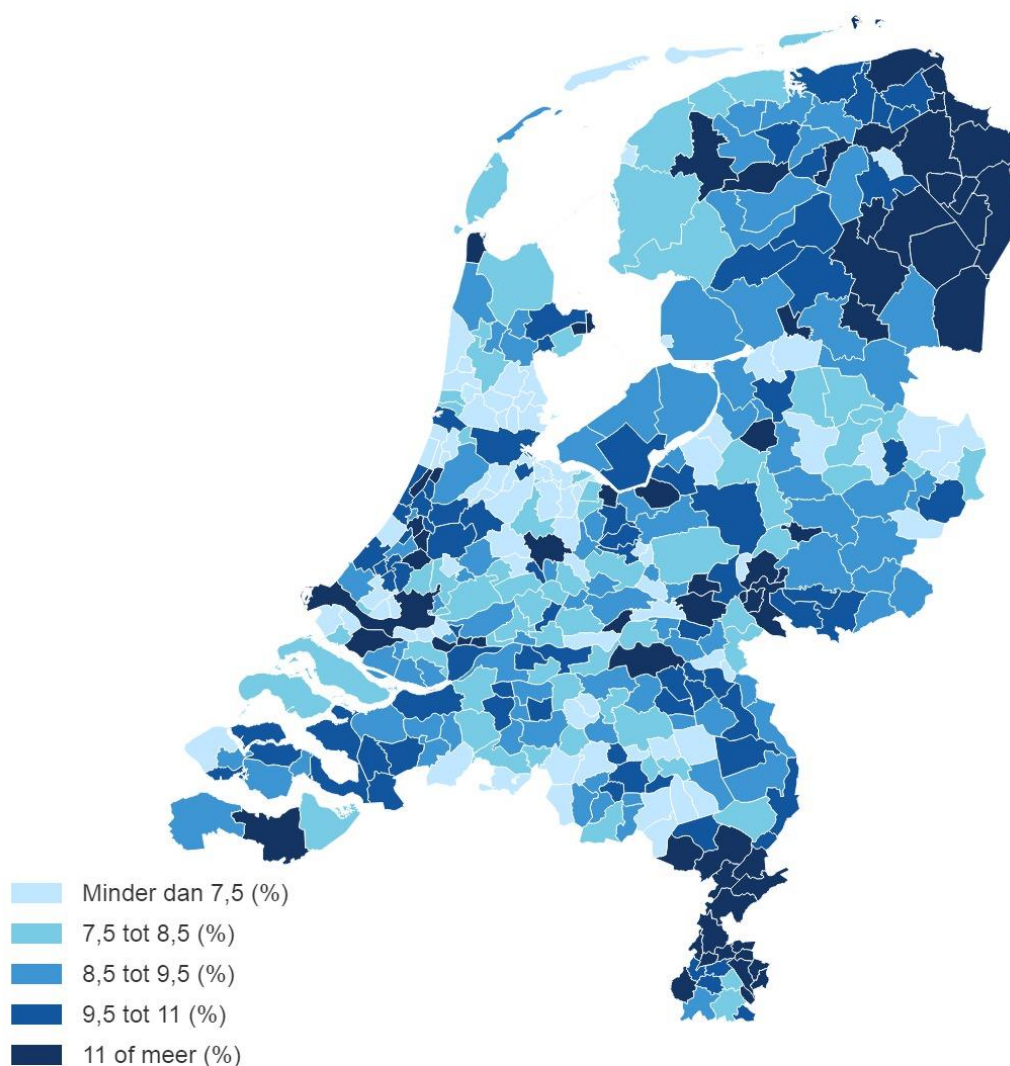 Minder dan 7,5 (%)
7,5 tot 8,5 (%)
8,5 tot 9,5 (%)
9,5 tot 11 (%)
11 of meer (%)